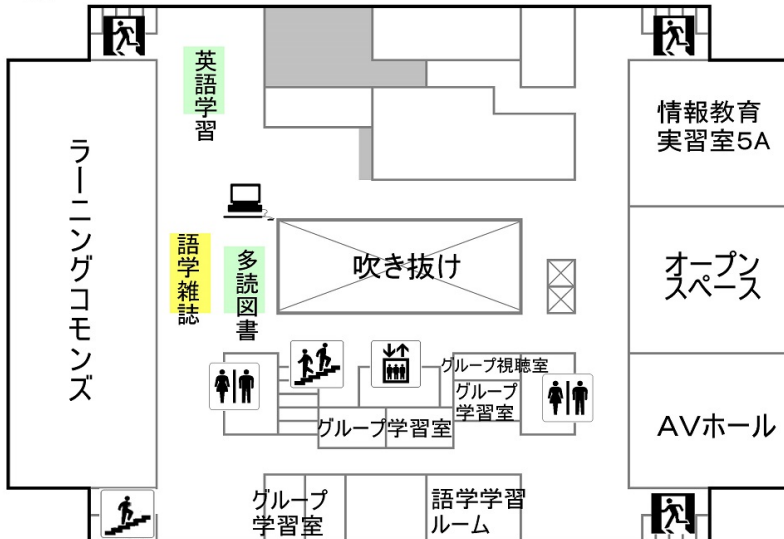 英語学習
情報教育
実習室5A
ラーニングコモンズ
語学雑誌
多読図書
吹き抜け
オープン
スペース
グループ視聴室
グループ
学習室
グループ学習室
AVホール
グループ
学習室
語学学習
ルーム